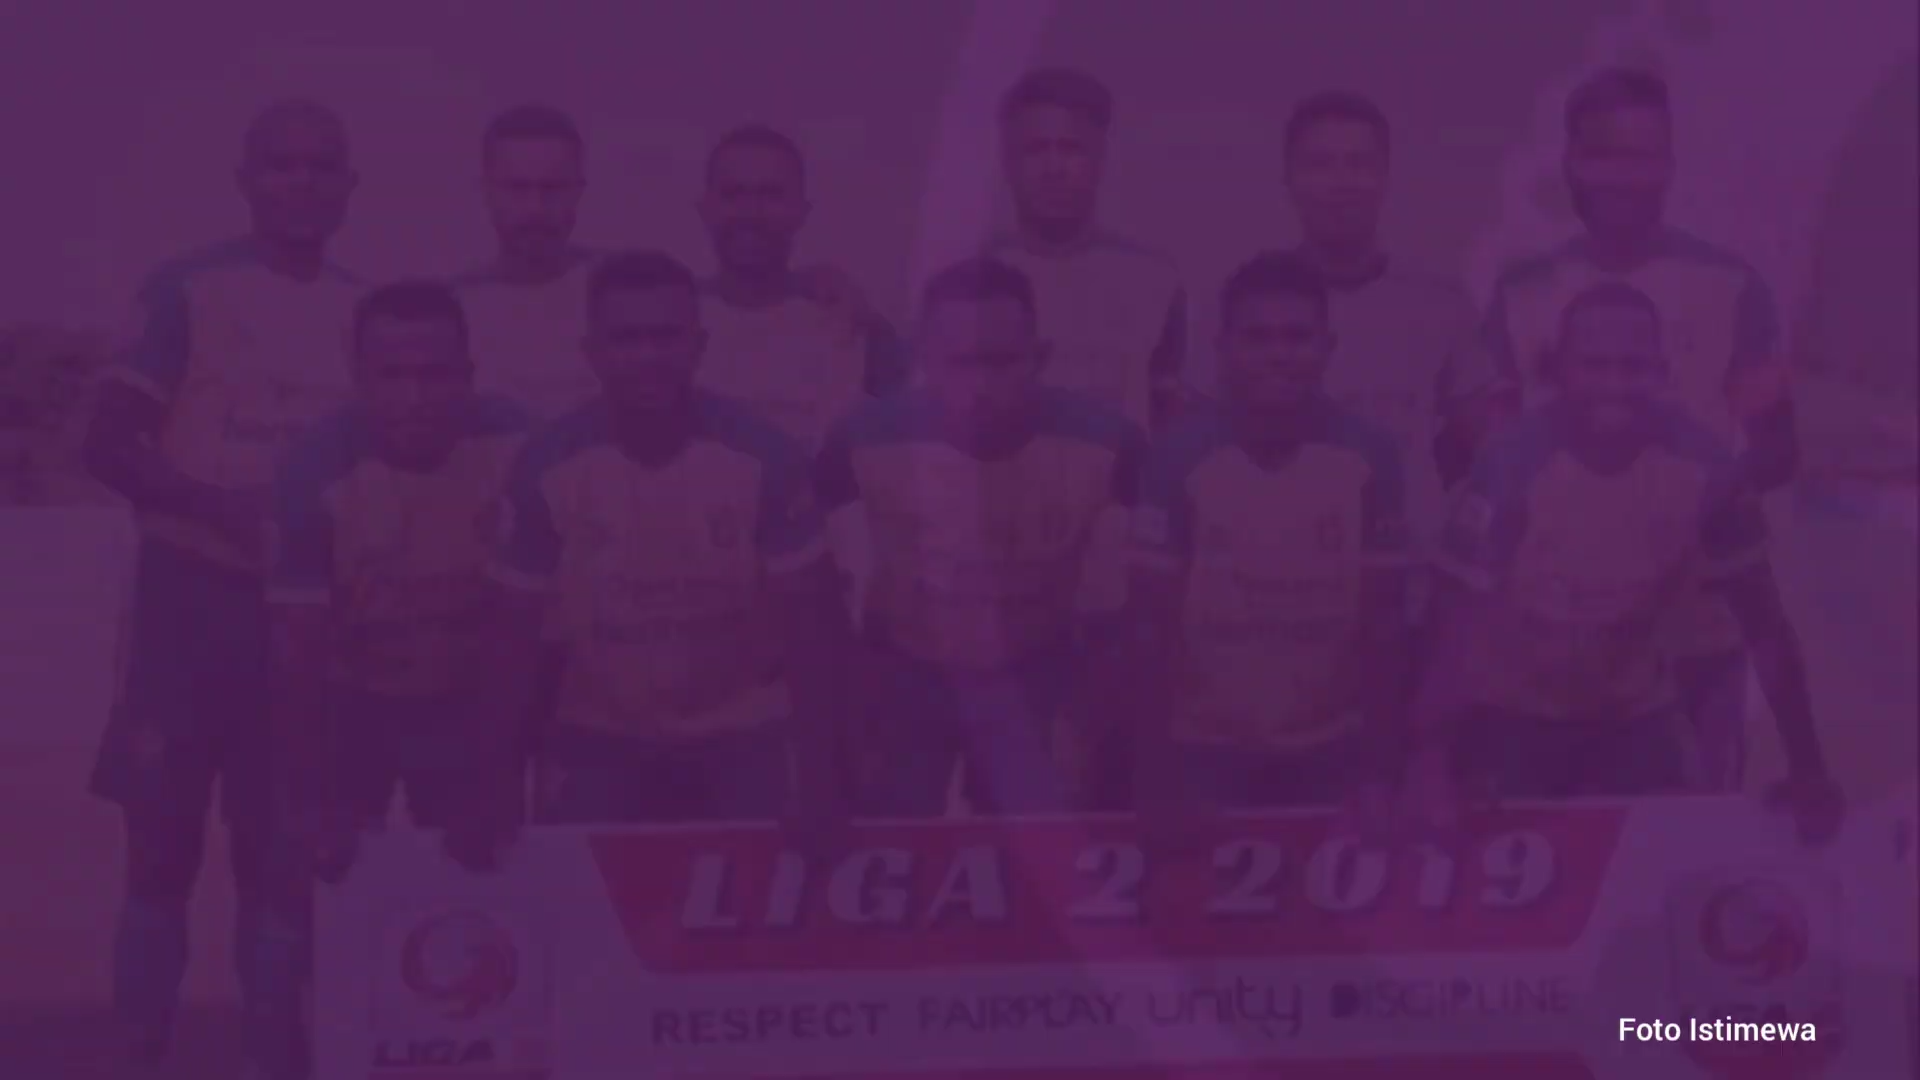 LIGA 2 2019
RESPECT FAIRPLAY unity DISCIPLINE
LIGA
Foto Istimewa